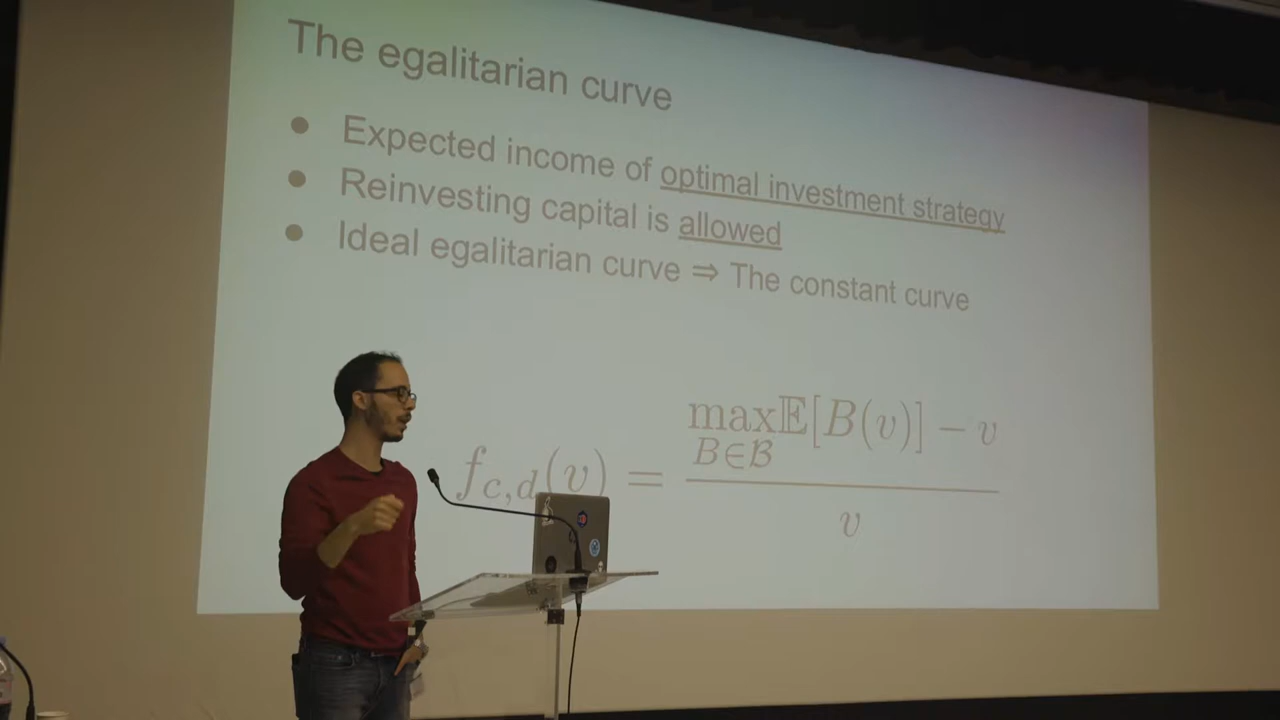 The egalitarian curve
● Expected income of optimal investment strategy
● Reinvesting capital is allowed
● Ideal egalitarian curve ⇒ The constant curve
max𝔼[B(v)] − v
B∈ℬ
f_{c,d}(v) =
v